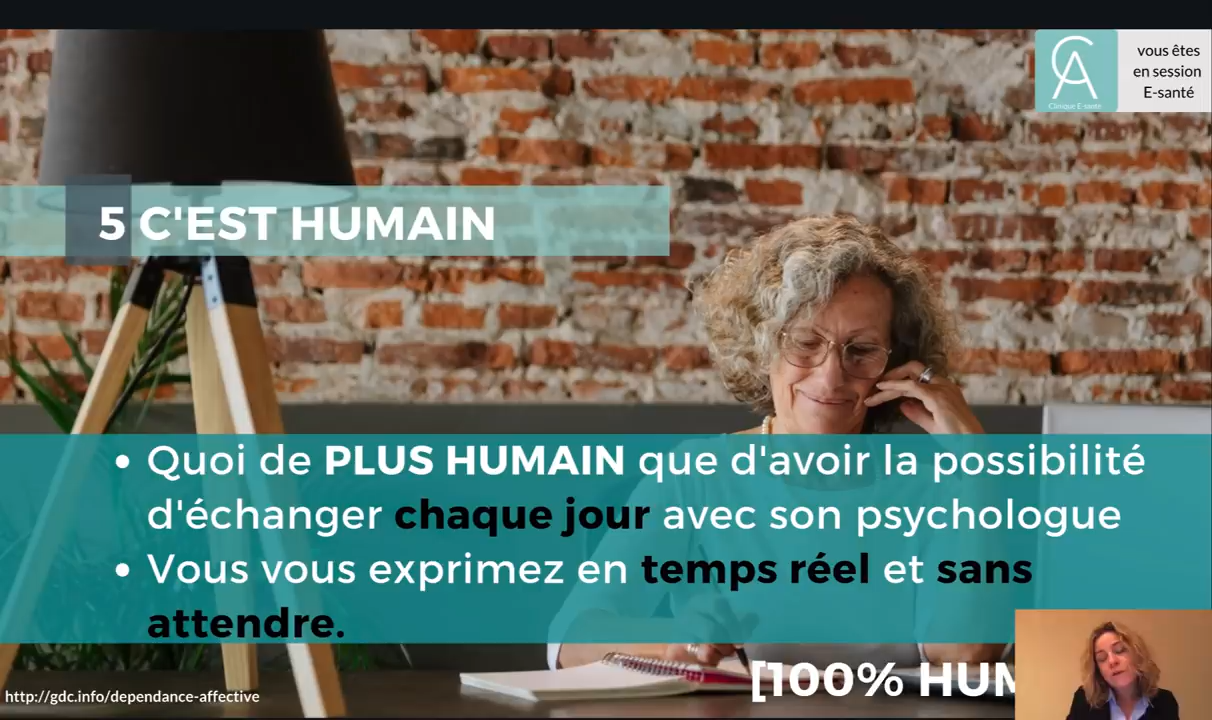 vous êtes
en session
E-santé
CA
Clinique E-santé
5 C'EST HUMAIN
• Quoi de PLUS HUMAIN que d'avoir la possibilité
d'échanger chaque jour avec son psychologue
• Vous vous exprimez en temps réel et sans
attendre.
[100% HUM
http://gdc.info/dependance-affective